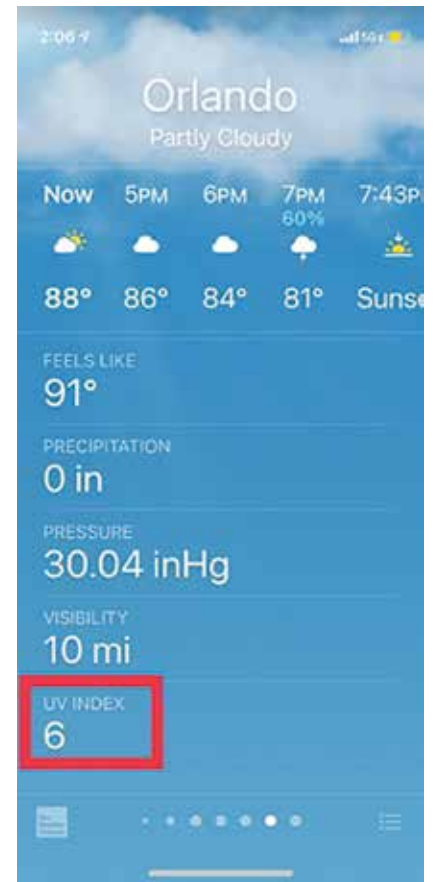 2:06
Orlando
Partly Cloudy
Now 5PM 6PM 7PM 7:43P
60%
88° 86° 84° 81° Sunse
FEELS LIKE
91°
PRECIPITATION
0 in
PRESSURE
30.04 inHg
VISIBILITY
10 mi
UV INDEX
6